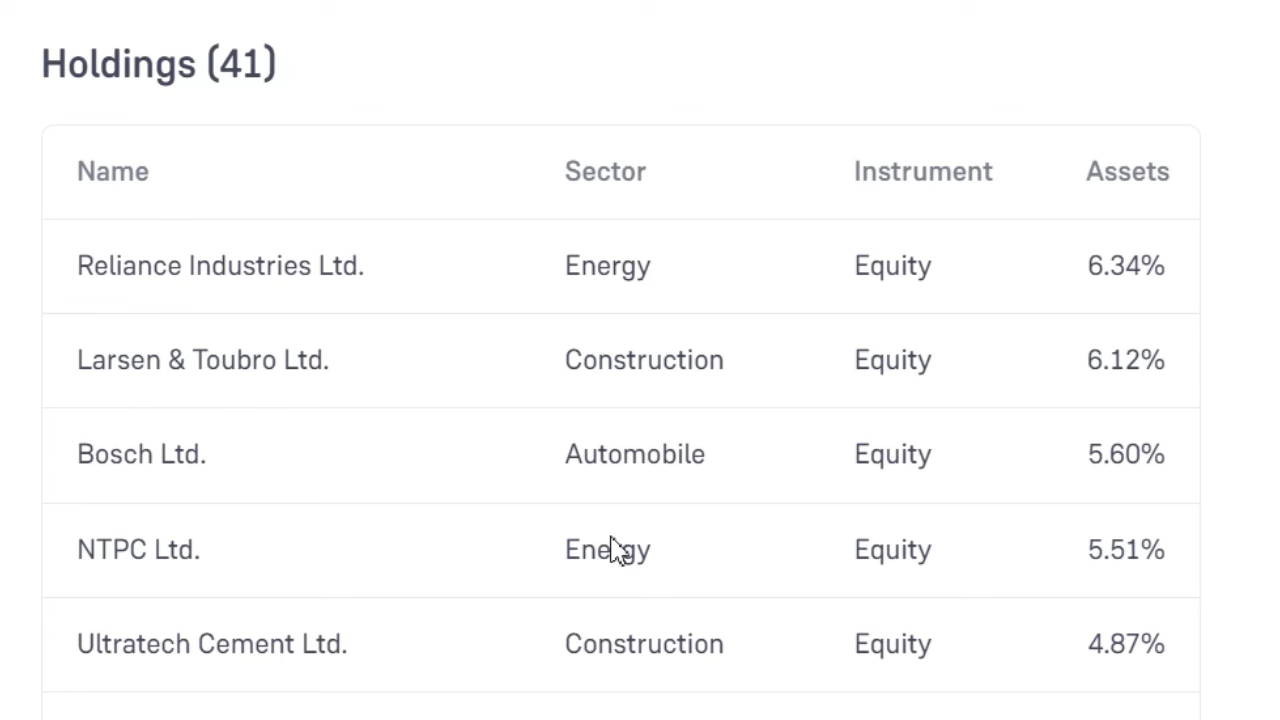 Holdings (41)
Name Sector Instrument Assets
Reliance Industries Ltd. Energy Equity 6.34%
Larsen & Toubro Ltd. Construction Equity 6.12%
Bosch Ltd. Automobile Equity 5.60%
NTPC Ltd. Energy Equity 5.51%
Ultratech Cement Ltd. Construction Equity 4.87%